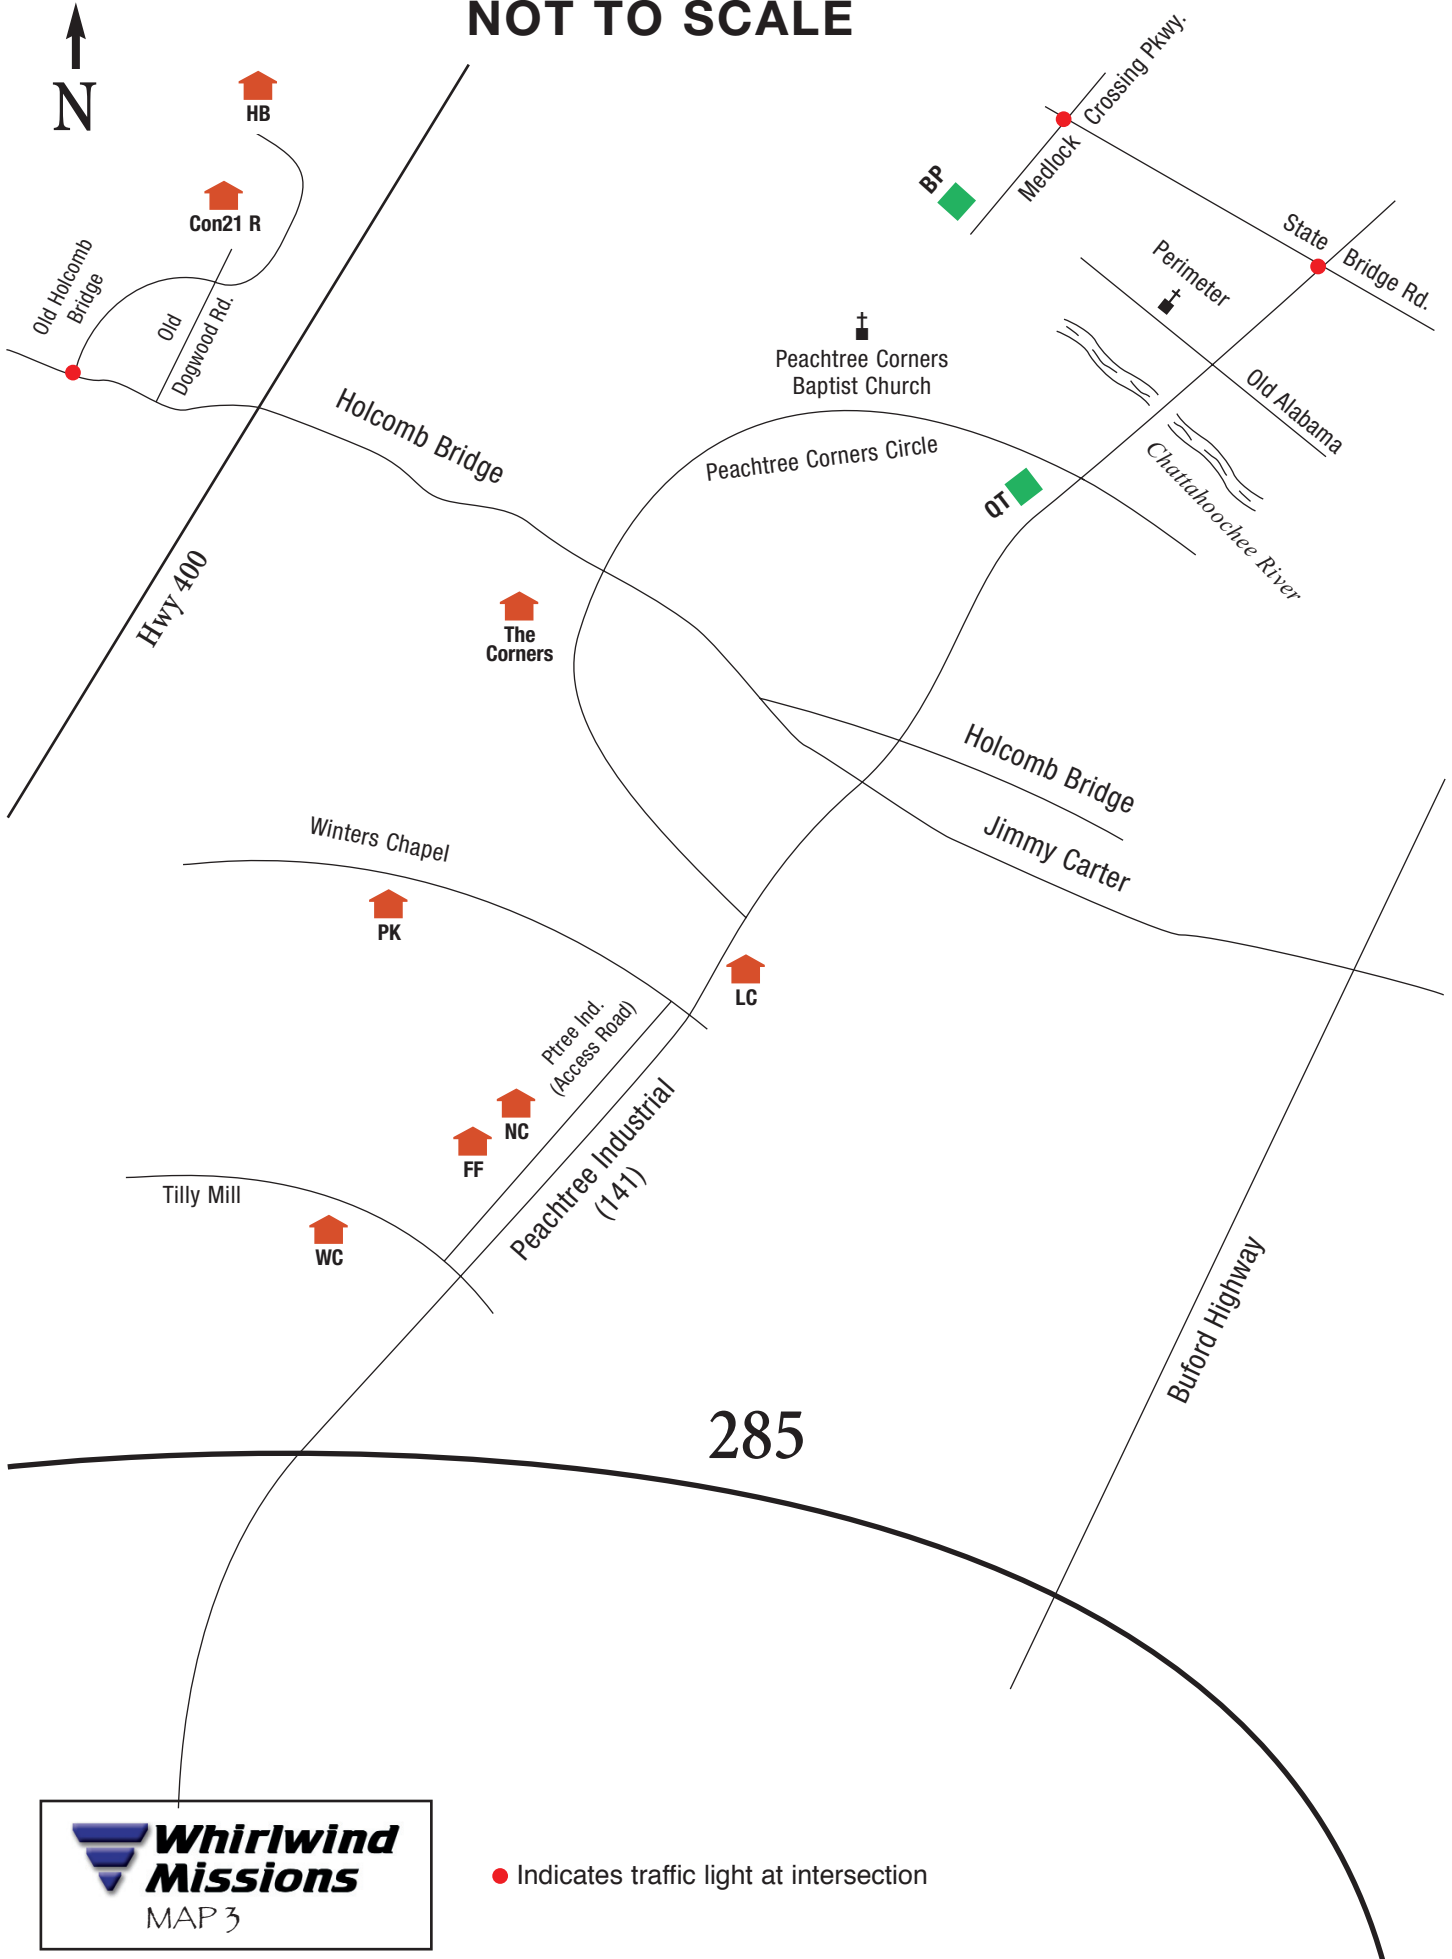 NOT TO SCALE
N
HB
Con21 R
Old Holcomb
Bridge
Old
Dogwood Rd.
Crossing Pkwy.
Medlock
BP
State
Bridge Rd.
Perimeter
Old Alabama
Chattahoochee River
Peachtree Corners
Baptist Church
Peachtree Corners Circle
QT
Holcomb Bridge
Hwy 400
The
Corners
Holcomb Bridge
Jimmy Carter
Winters Chapel
PK
LC
Ptree Ind.
(Access Road)
NC
FF
Peachtree Industrial
(141)
Tilly Mill
WC
Buford Highway
285
Whirlwind
Missions
MAP 3
Indicates traffic light at intersection